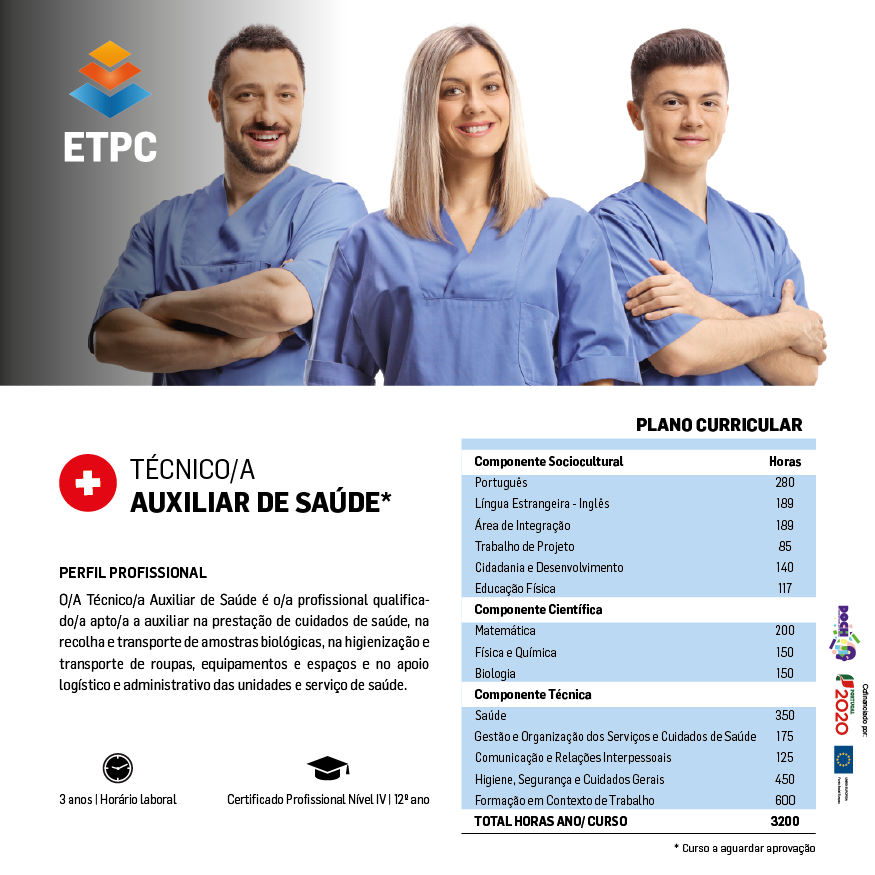 ETPC
TÉCNICO/A
AUXILIAR DE SAÚDE*
PERFIL PROFISSIONAL
O/A Técnico/a Auxiliar de Saúde é o/a profissional qualifica-
do/a apto/a a auxiliar na prestação de cuidados de saúde, na
recolha e transporte de amostras biológicas, na higienização e
transporte de roupas, equipamentos e espaços e no apoio
logístico e administrativo das unidades e serviço de saúde.
3 anos | Horário laboral
Certificado Profissional Nível IV | 12º ano
PLANO CURRICULAR
Componente Sociocultural Horas
Português 280
Língua Estrangeira - Inglês 189
Área de Integração 189
Trabalho de Projeto 85
Cidadania e Desenvolvimento 140
Educação Física 117
Componente Científica
Matemática 200
Física e Química 150
Biologia 150
Componente Técnica
Saúde 350
Gestão e Organização dos Serviços e Cuidados de Saúde 175
Comunicação e Relações Interpessoais 125
Higiene, Segurança e Cuidados Gerais 450
Formação em Contexto de Trabalho 600
TOTAL HORAS ANO/ CURSO 3200
* Curso a aguardar aprovação
Cofinanciado por:
POCH
PORTUGAL
2020